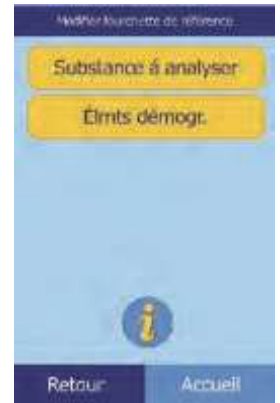 Modifier fourchette de référence
Substance á analyser
Élmts démogr.
i
Retour
Accueil